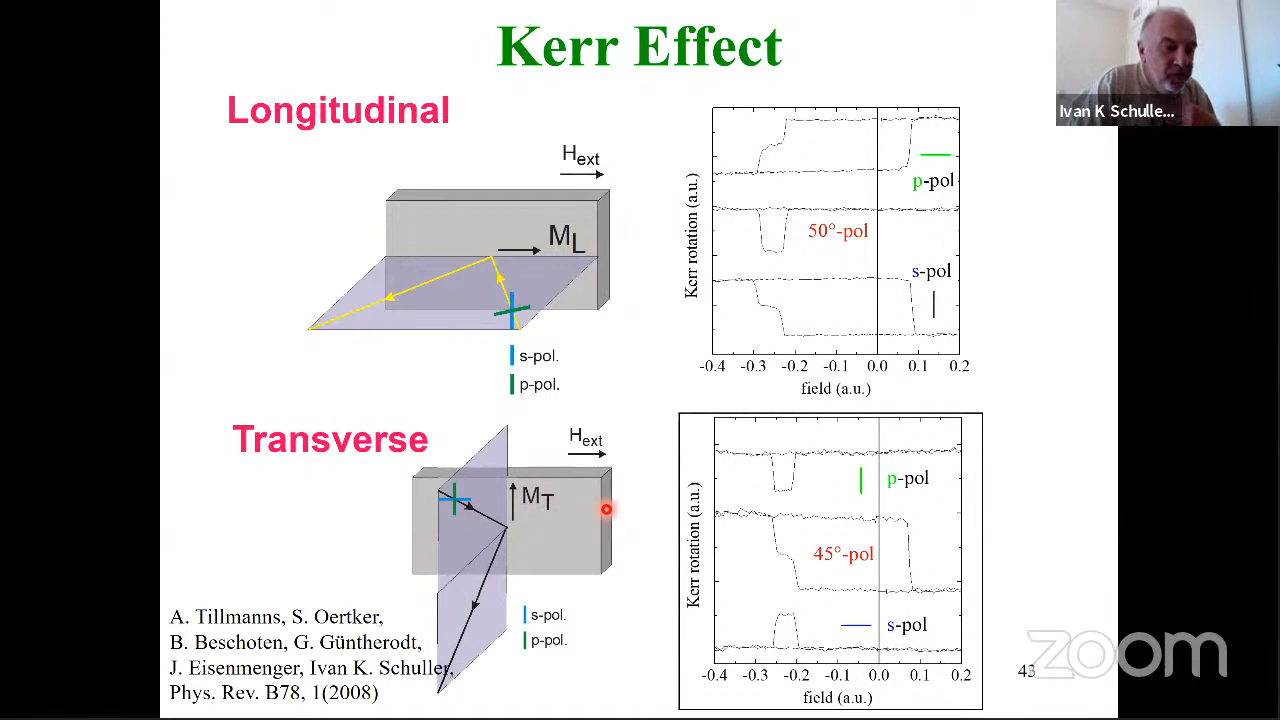 Kerr Effect
Ivan K Schulle...
Longitudinal
Hext
ML
s-pol.
p-pol.
Kerr rotation (a.u.)
p-pol
50°-pol
s-pol
-0.4 -0.3 -0.2 -0.1 0.0 0.1 0.2
field (a.u.)
Transverse
Hext
MT
s-pol.
p-pol.
Kerr rotation (a.u.)
p-pol
45°-pol
s-pol
-0.4 -0.3 -0.2 -0.1 0.0 0.1 0.2
field (a.u.)
A. Tillmanns, S. Oertker,
B. Beschoten, G. Güntherodt,
J. Eisenmenger, Ivan K. Schuller,
Phys. Rev. B78, 1(2008)
43
zoom